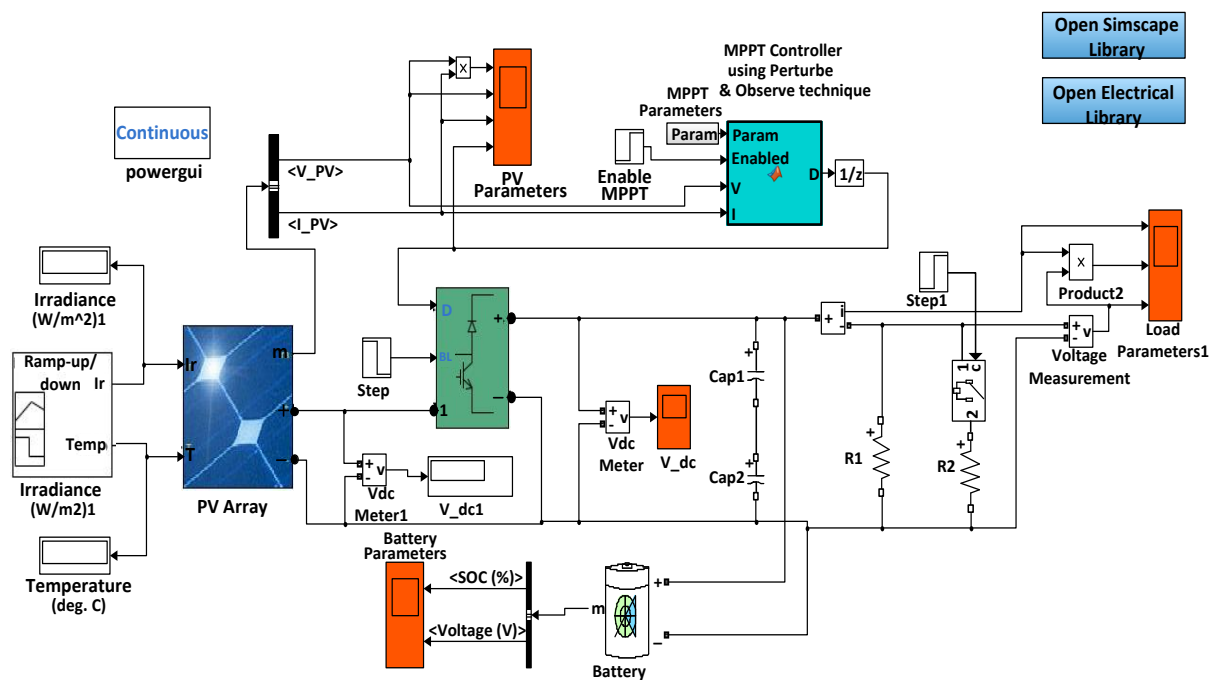 Open Simscape
Library
Open Electrical
Library
MPPT Controller
using Perturbe
& Observe technique
MPPT
Parameters
Param
Param
Enabled
V
I
D
1/z
Enable
MPPT
x
PV
Parameters
Continuous
powergui
<V_PV>
<I_PV>
Irradiance
(W/m^2)1
Ramp-up/
down
Ir
Temp
Irradiance
(W/m2)1
Temperature
(deg. C)
Ir
T
m
+
−
PV Array
Step
D
BL
1
+
−
+
-
v
Vdc
Meter1
V_dc1
+
-
v
Vdc
Meter
V_dc
+
Cap1
+
Cap2
+
i
-
Step1
x
Product2
+
-
v
Voltage
Measurement
Load
Parameters1
1
c
2
+
R1
+
R2
Battery
Parameters
<SOC (%)>
<Voltage (V)>
m
+
−
Battery